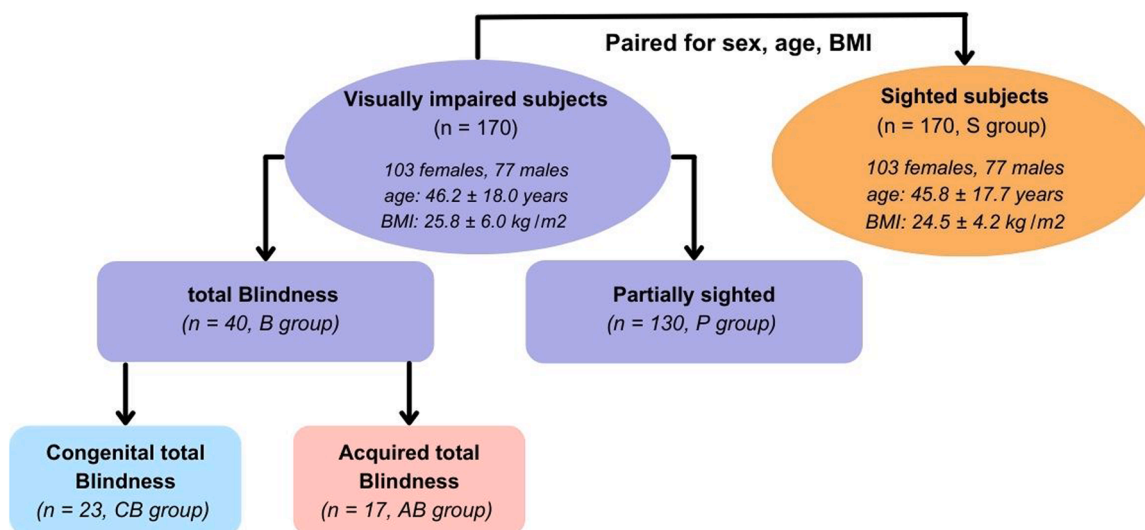 Paired for sex, age, BMI
Visually impaired subjects
(n = 170)
103 females, 77 males
age: 46.2 ± 18.0 years
BMI: 25.8 ± 6.0 kg/m2
Sighted subjects
(n = 170, S group)
103 females, 77 males
age: 45.8 ± 17.7 years
BMI: 24.5 ± 4.2 kg/m2
total Blindness
(n = 40, B group)
Partially sighted
(n = 130, P group)
Congenital total
Blindness
(n = 23, CB group)
Acquired total
Blindness
(n = 17, AB group)